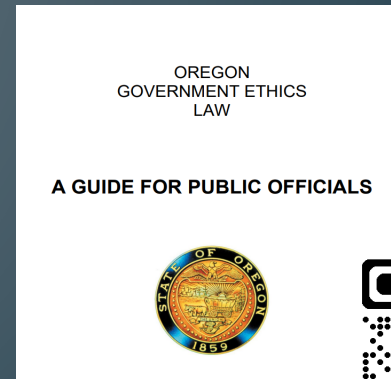 OREGON
GOVERNMENT ETHICS
LAW
A GUIDE FOR PUBLIC OFFICIALS
STATE OF OREGON
1859